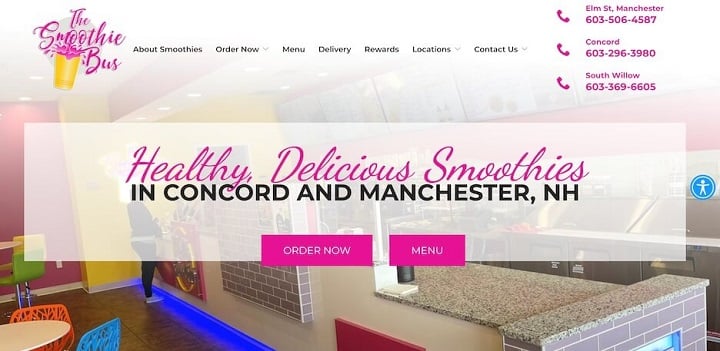 The
Smoothie
Bus
About Smoothies
Order Now
Menu
Delivery
Rewards
Locations
Contact Us
Elm St, Manchester
603-506-4587
Concord
603-296-3980
South Willow
603-369-6605
Healthy, Delicious Smoothies
IN CONCORD AND MANCHESTER, NH
ORDER NOW
MENU